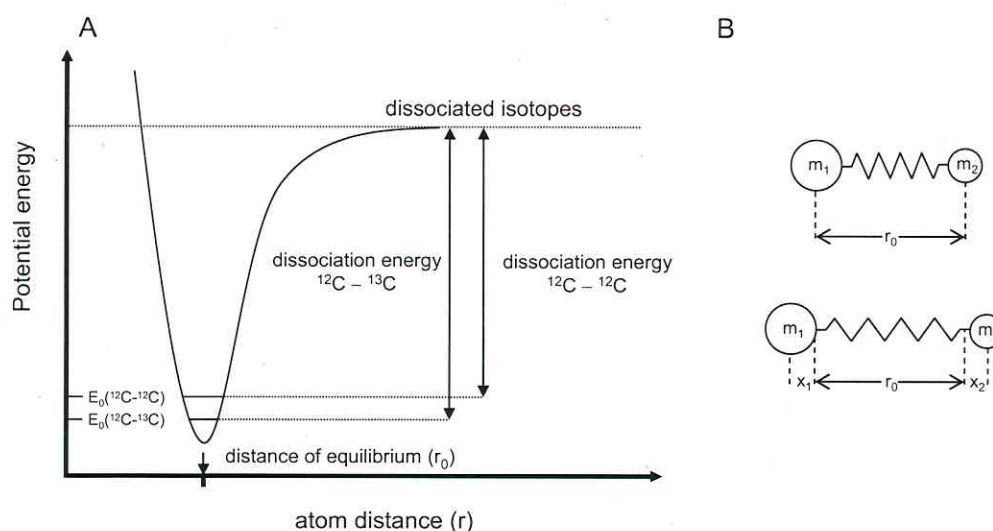 A
B
Potential energy
dissociated isotopes
dissociation energy
¹²C – ¹³C
dissociation energy
¹²C – ¹²C
E₀(¹²C-¹²C)
E₀(¹²C-¹³C)
distance of equilibrium (r₀)
atom distance (r)
m₁
m₂
r₀
m₁
m
x₁
r₀
x₂